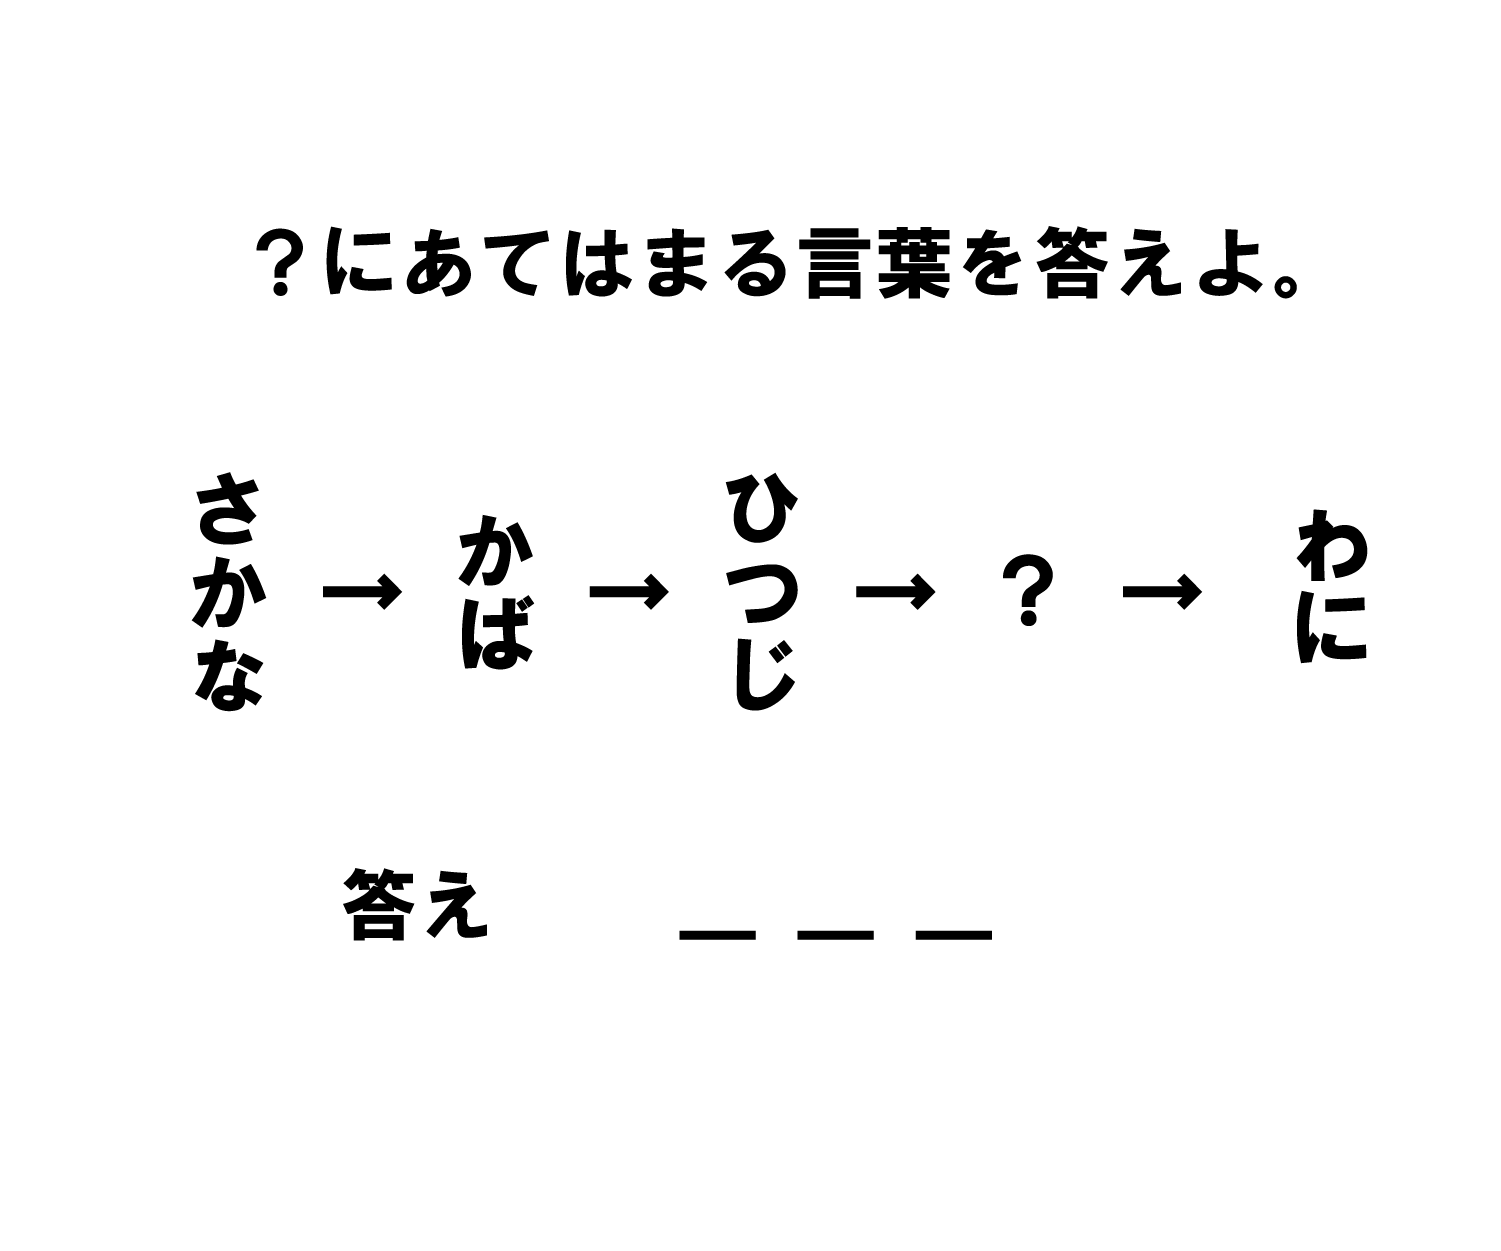 ？にあてはまる言葉を答えよ。
さかな → かば → ひつじ → ？ → わに
答え ＿ ＿ ＿